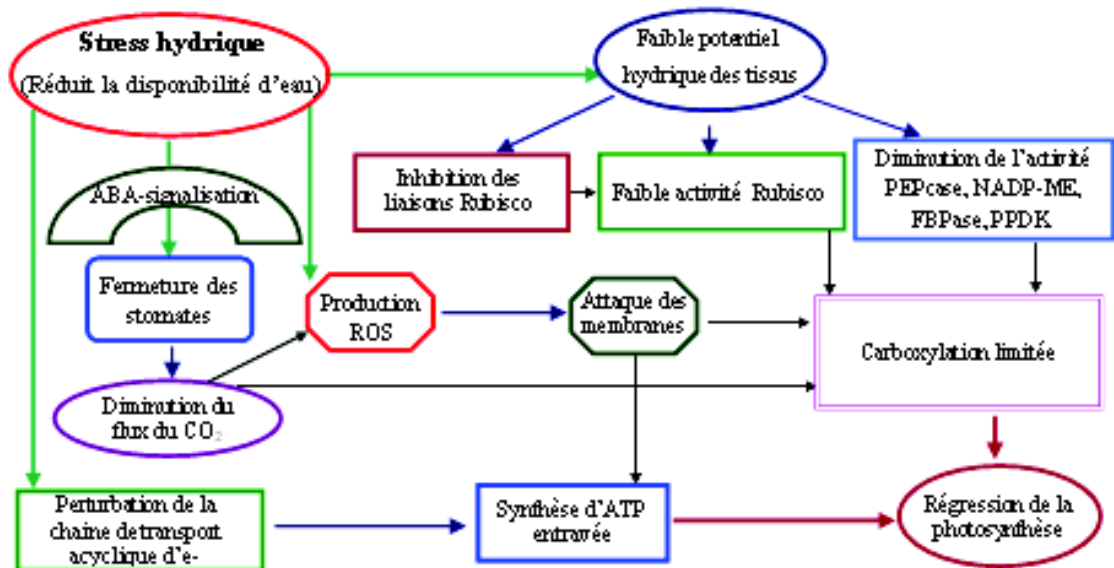 Stress hydrique
(Réduit la disponibilité d'eau)
Faible potentiel
hydrique des tissus
ABA-signalisation
Inhibition des
liaisons Rubisco
Faible activité Rubisco
Diminution de l'activité
PEPcase, NADP-ME,
FBPase, PPDK
Fermeture des
stomates
Production
ROS
Attaque des
membranes
Carboxylation limitée
Diminution du
flux du CO2
Perturbation de la
chaine detransport
acyclique d'e-
Synthèse d'ATP
entravée
Régression de la
photosynthèse